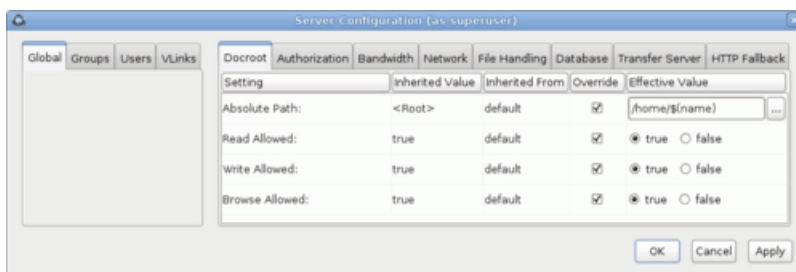 Server Configuration (as superuser)
Global Groups Users VLinks
Docroot Authorization Bandwidth Network File Handling Database Transfer Server HTTP Fallback
Setting Inherited Value Inherited From Override Effective Value
Absolute Path: <Root> default /home/$(name) ...
Read Allowed: true default true false
Write Allowed: true default true false
Browse Allowed: true default true false
OK Cancel Apply